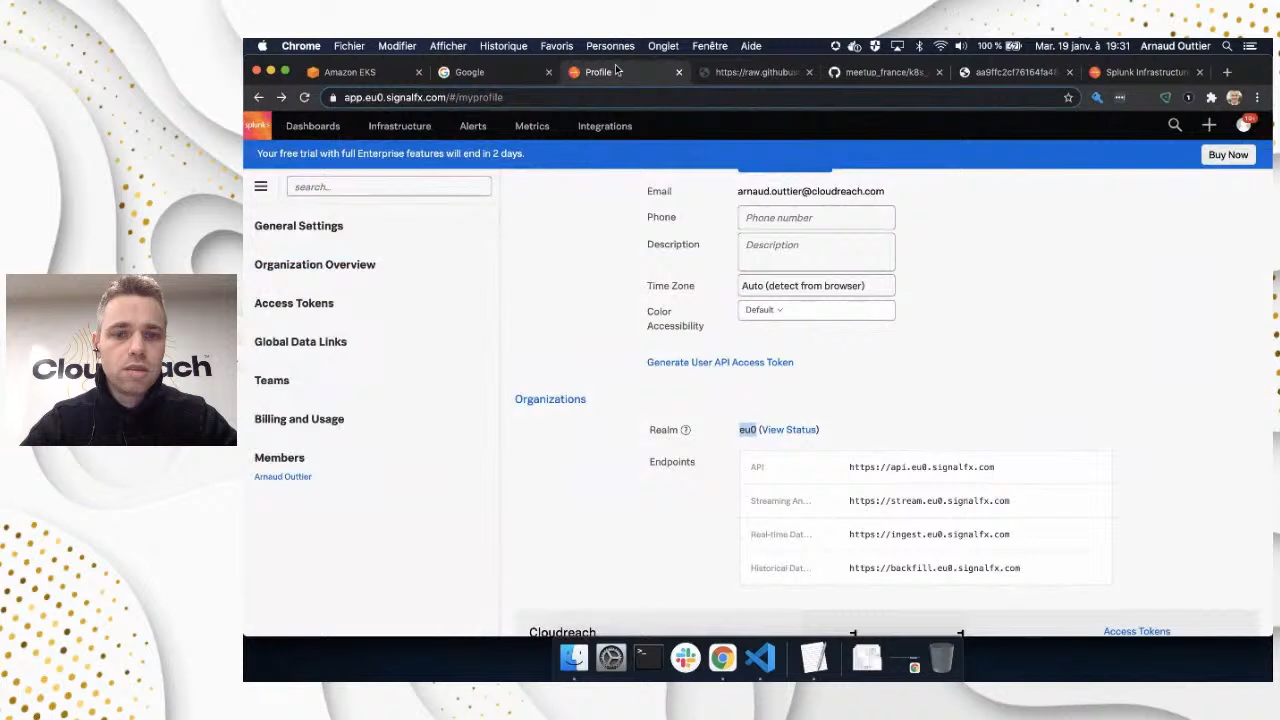 Chrome Fichier Modifier Afficher Historique Favoris Personnes Onglet Fenêtre Aide 100 % Mar. 19 janv. à 19:31 Arnaud Outtier
Amazon EKS Google Profile https://raw.githubus meetup_france/k8s_ aa9ffc2cf76164fa48 Splunk Infrastructur
app.eu0.signalfx.com/#/myprofile
splunk> Dashboards Infrastructure Alerts Metrics Integrations 10+
Your free trial with full Enterprise features will end in 2 days. Buy Now
search...
General Settings
Organization Overview
Access Tokens
Global Data Links
Teams
Billing and Usage
Members
Arnaud Outtier
Email arnaud.outtier@cloudreach.com
Phone Phone number
Description Description
Time Zone Auto (detect from browser)
Color Default
Accessibility
Generate User API Access Token
Organizations
Realm ? eu0 (View Status)
Endpoints
API https://api.eu0.signalfx.com
Streaming An... https://stream.eu0.signalfx.com
Real-time Dat... https://ingest.eu0.signalfx.com
Historical Dat... https://backfill.eu0.signalfx.com
Cloudreach Access Tokens